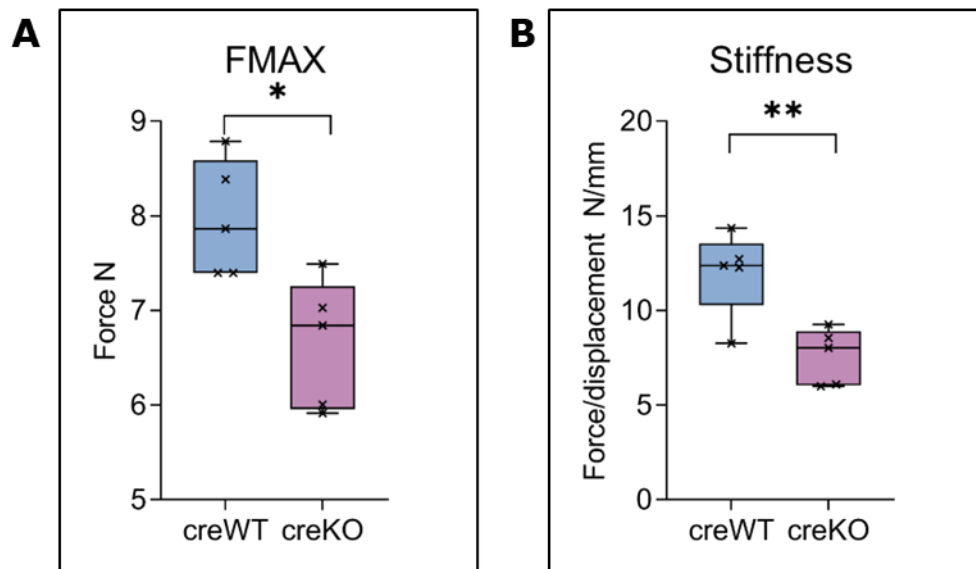 A
FMAX
*
9
8
7
6
5
Force N
creWT creKO
B
Stiffness
**
20
15
10
5
0
Force/displacement N/mm
creWT creKO